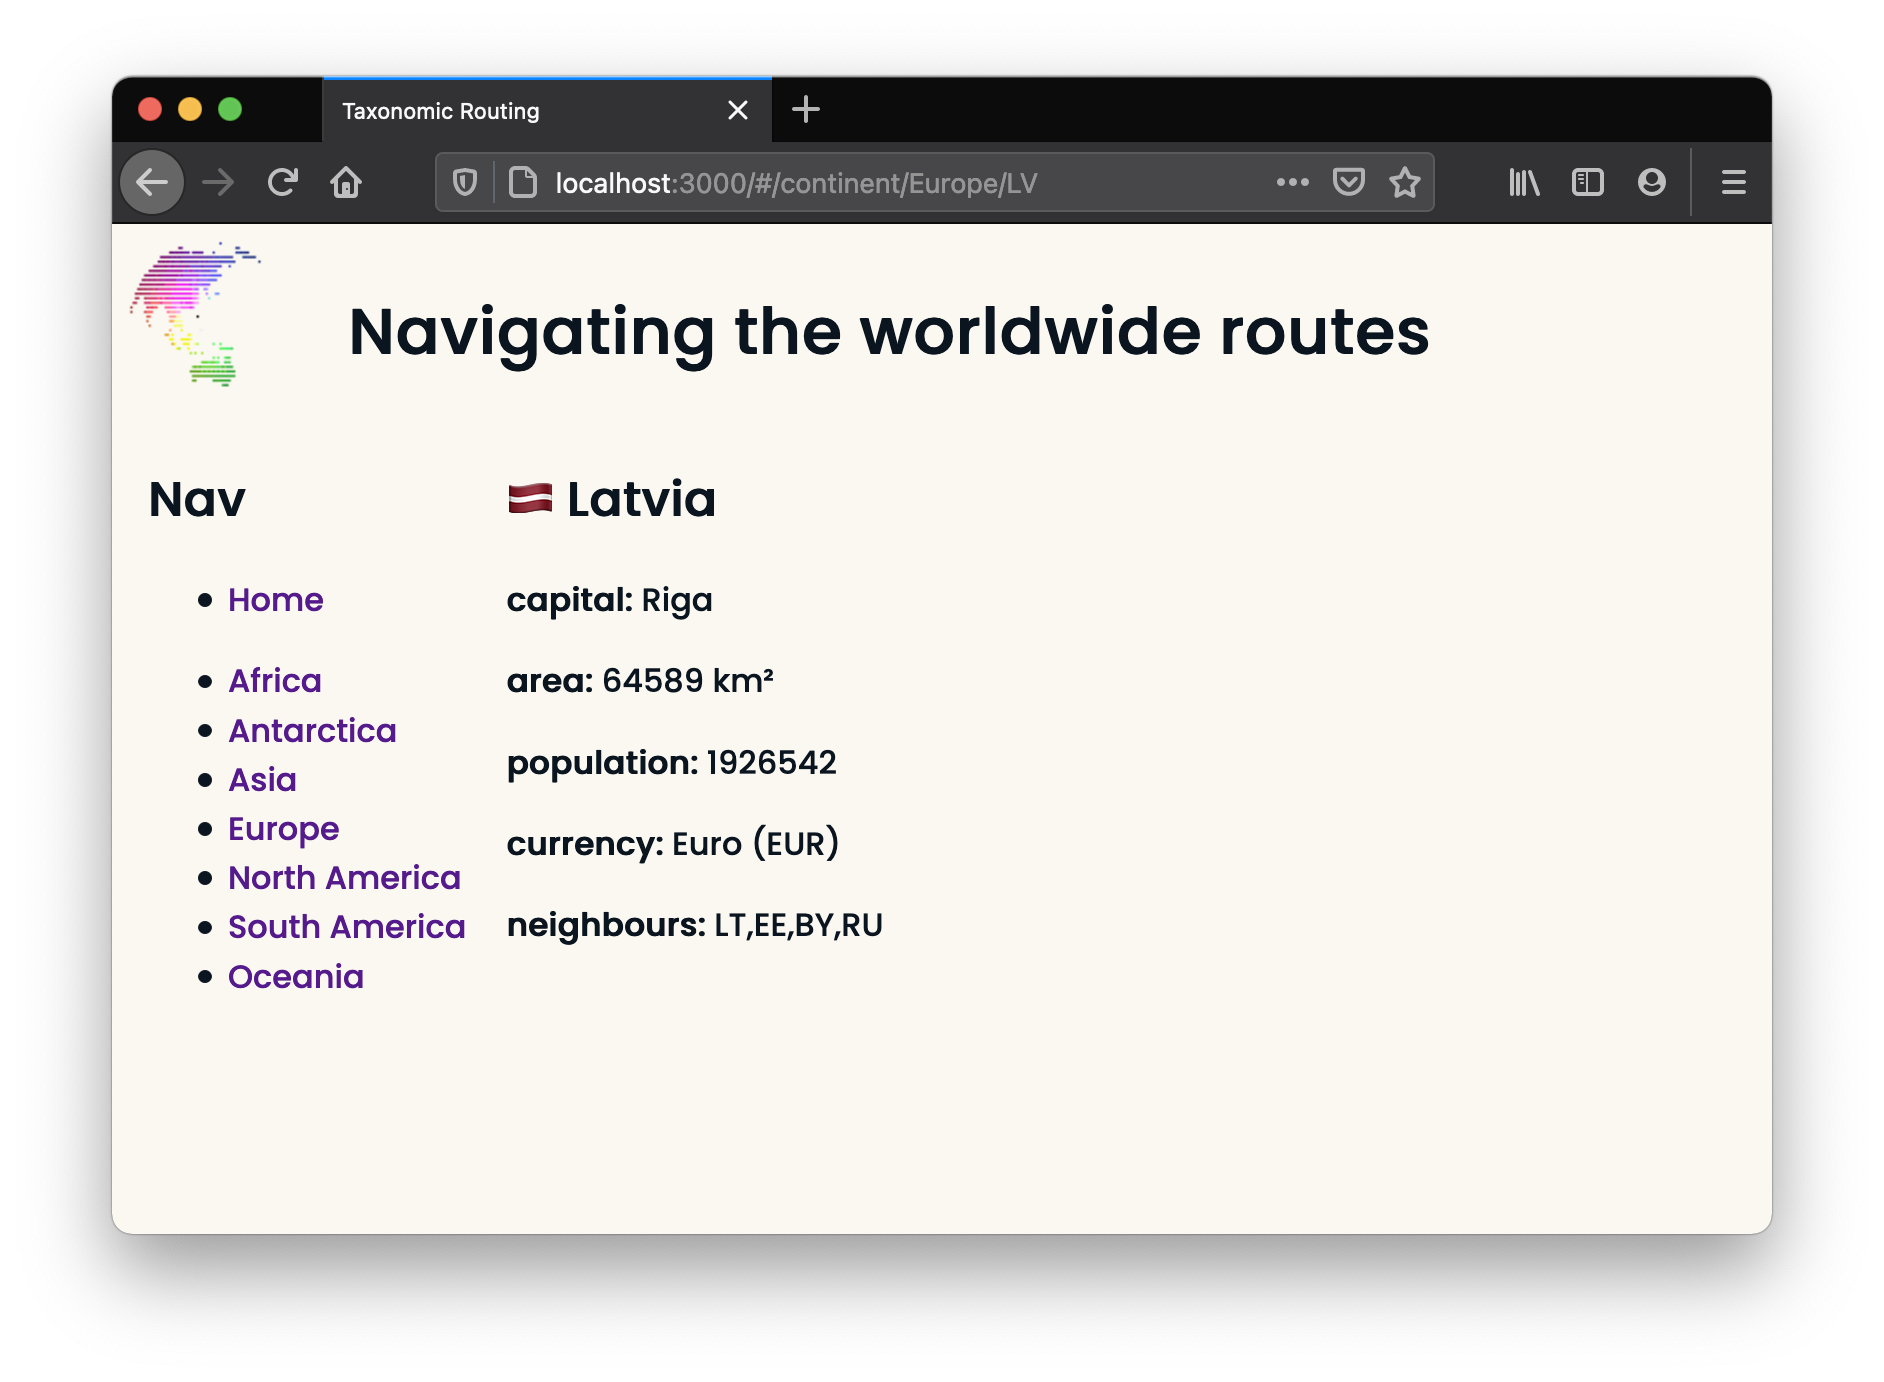 Taxonomic Routing
localhost:3000/#/continent/Europe/LV
Navigating the worldwide routes
Nav
Home
Africa
Antarctica
Asia
Europe
North America
South America
Oceania
Latvia
capital: Riga
area: 64589 km²
population: 1926542
currency: Euro (EUR)
neighbours: LT,EE,BY,RU